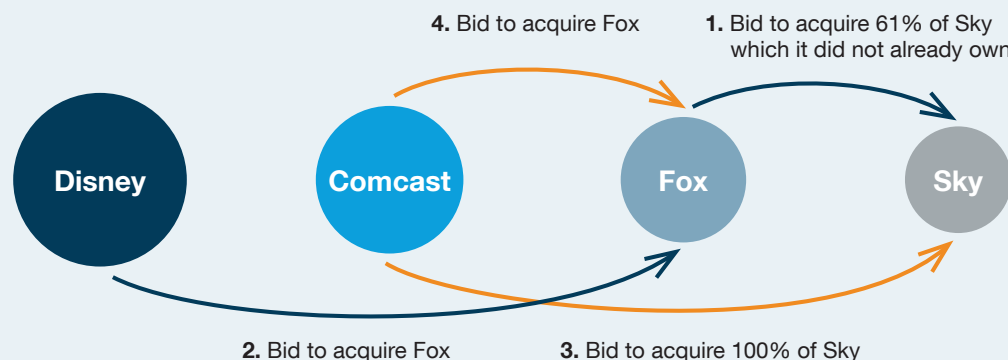 4. Bid to acquire Fox
1. Bid to acquire 61% of Sky
which it did not already own
Disney
Comcast
Fox
Sky
2. Bid to acquire Fox
3. Bid to acquire 100% of Sky